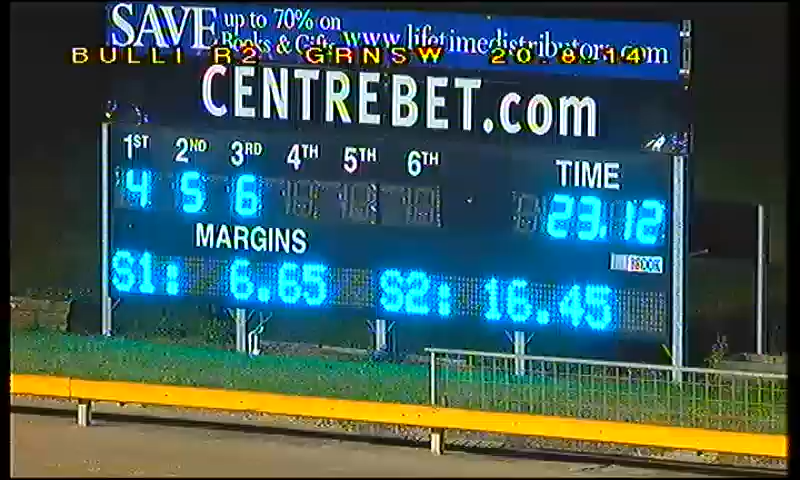 SAVE up to 70% on
Books & Gifts www.lifetimedistributors.com
BULLI R2 GRNSW 20.8.14
CENTREBET.com
1ST 2ND 3RD 4TH 5TH 6TH TIME
4 5 6 23.12
MARGINS
S1: 6.65 S2: 16.45